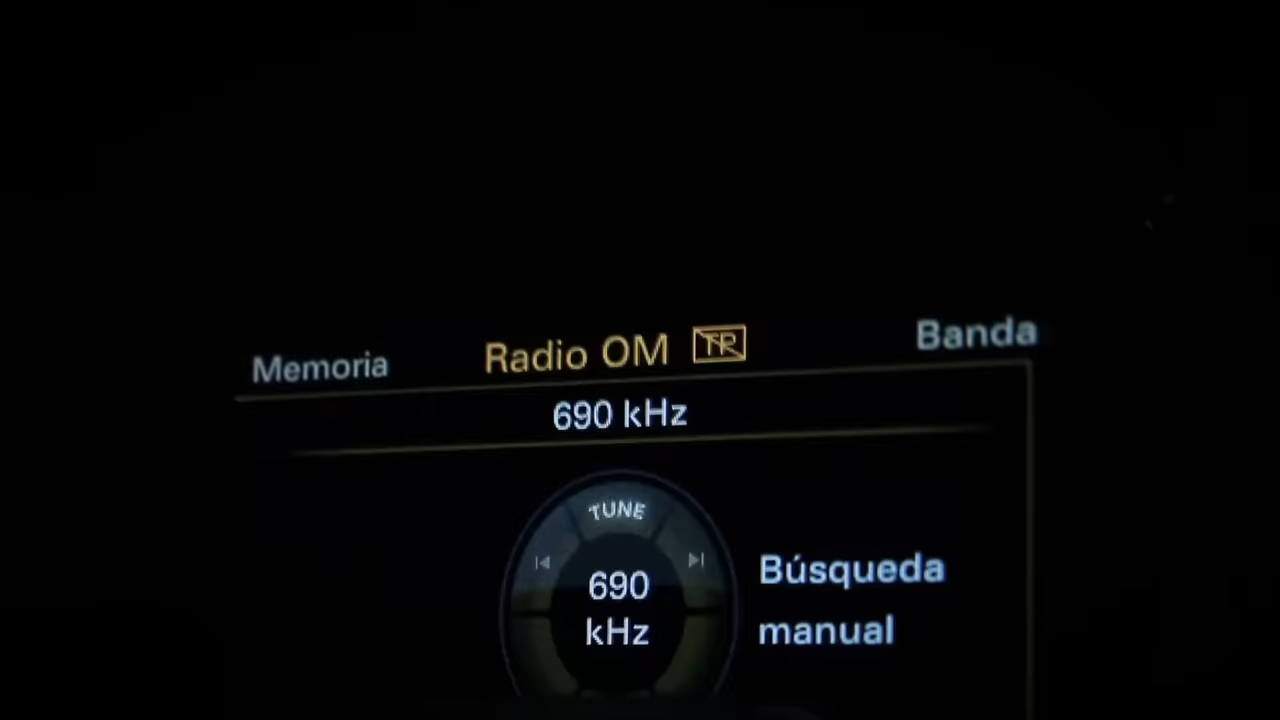 Memoria Radio OM TP Banda
690 kHz
TUNE
690
kHz
Búsqueda
manual